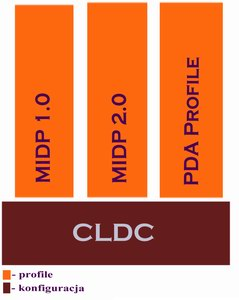 MIDP 1.0
MIDP 2.0
PDA Profile
CLDC
- profile
- konfiguracja